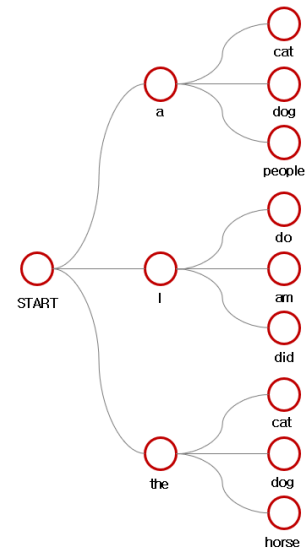 cat
a
dog
people
do
START
I
am
did
cat
the
dog
horse